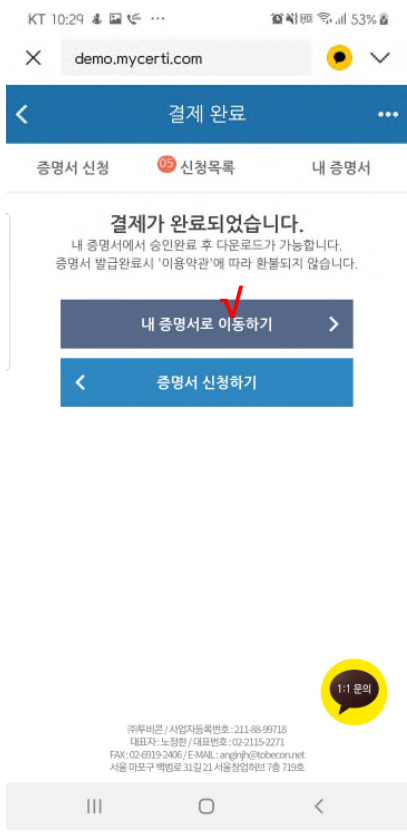 KT 10:29 53%
demo.mycerti.com
결제 완료
증명서 신청 05 신청목록 내 증명서
결제가 완료되었습니다.
내 증명서에서 승인완료 후 다운로드가 가능합니다.
증명서 발급완료시 '이용약관'에 따라 환불되지 않습니다.
내 증명서로 이동하기
증명서 신청하기
1:1 문의
㈜투비콘 / 사업자등록번호 : 211-88-99718
대표자 : 노정한 / 대표번호 : 02-2115-2271
FAX : 02-6919-2406 / E-MAIL : anginjh@tobecon.net
서울 마포구 백범로 31길 21 서울창업허브 7층 719호